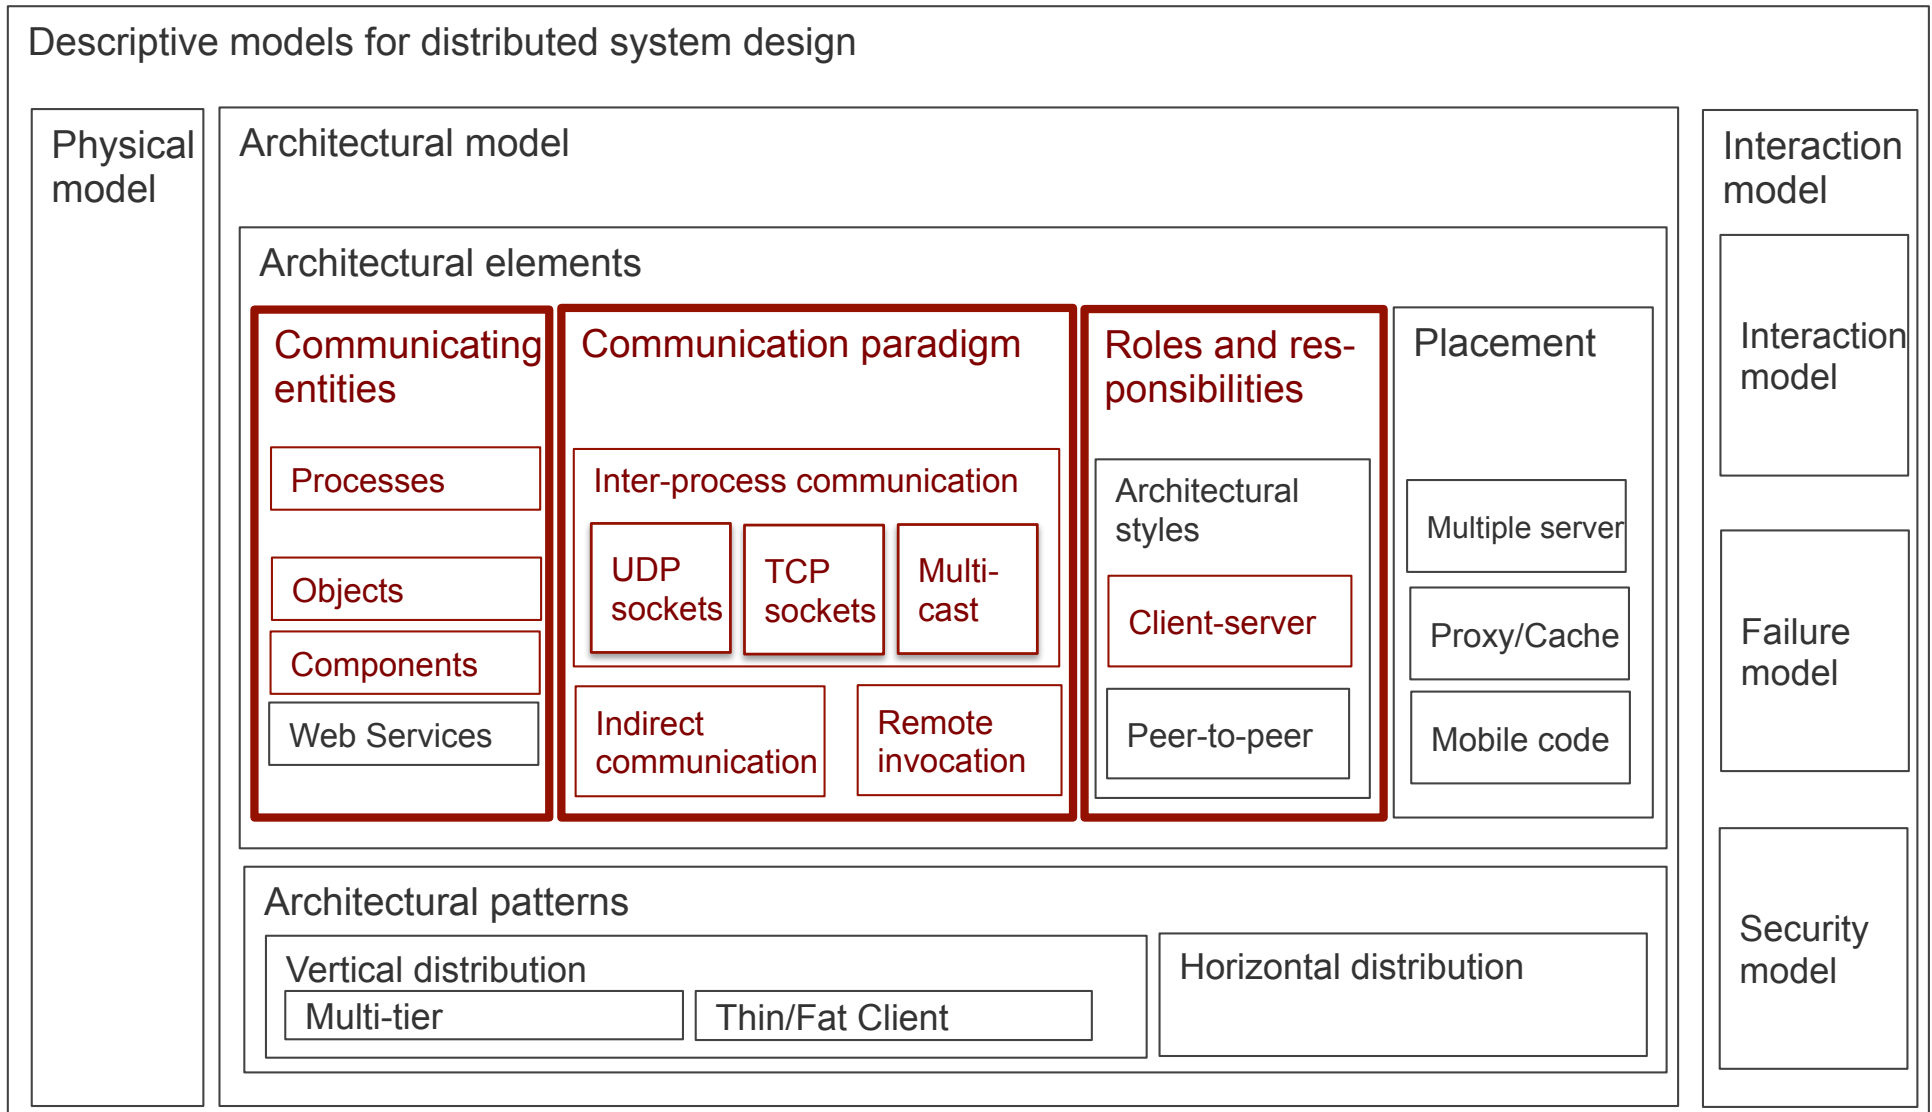 Descriptive models for distributed system design
Physical
model
Architectural model
Architectural elements
Communicating
entities
Processes
Objects
Components
Web Services
Communication paradigm
Inter-process communication
UDP
sockets
TCP
sockets
Multi-
cast
Indirect
communication
Remote
invocation
Roles and res-
ponsibilities
Architectural
styles
Client-server
Peer-to-peer
Placement
Multiple server
Proxy/Cache
Mobile code
Architectural patterns
Vertical distribution
Multi-tier
Thin/Fat Client
Horizontal distribution
Interaction
model
Interaction
model
Failure
model
Security
model